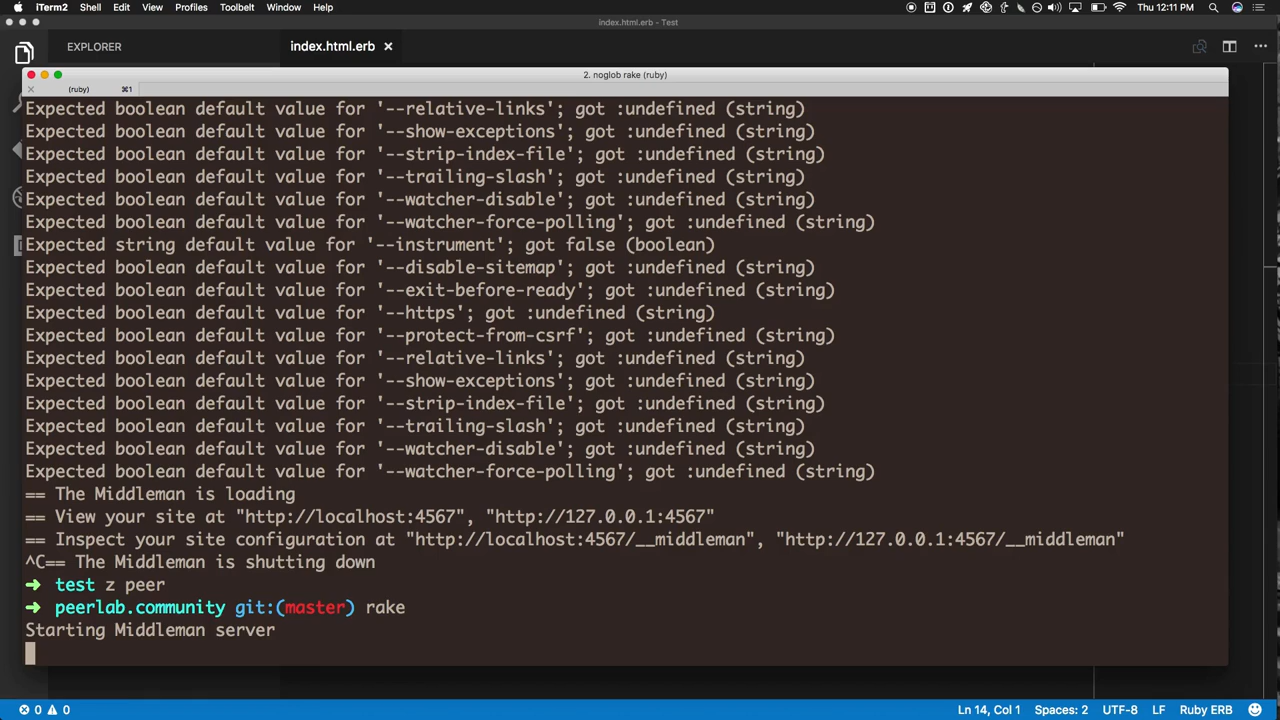 iTerm2 Shell Edit View Profiles Toolbelt Window Help Thu 12:11 PM
index.html.erb - Test
EXPLORER index.html.erb
2. noglob rake (ruby)
(ruby) ⌘1
Expected boolean default value for '--relative-links'; got :undefined (string)
Expected boolean default value for '--show-exceptions'; got :undefined (string)
Expected boolean default value for '--strip-index-file'; got :undefined (string)
Expected boolean default value for '--trailing-slash'; got :undefined (string)
Expected boolean default value for '--watcher-disable'; got :undefined (string)
Expected boolean default value for '--watcher-force-polling'; got :undefined (string)
Expected string default value for '--instrument'; got false (boolean)
Expected boolean default value for '--disable-sitemap'; got :undefined (string)
Expected boolean default value for '--exit-before-ready'; got :undefined (string)
Expected boolean default value for '--https'; got :undefined (string)
Expected boolean default value for '--protect-from-csrf'; got :undefined (string)
Expected boolean default value for '--relative-links'; got :undefined (string)
Expected boolean default value for '--show-exceptions'; got :undefined (string)
Expected boolean default value for '--strip-index-file'; got :undefined (string)
Expected boolean default value for '--trailing-slash'; got :undefined (string)
Expected boolean default value for '--watcher-disable'; got :undefined (string)
Expected boolean default value for '--watcher-force-polling'; got :undefined (string)
== The Middleman is loading
== View your site at "http://localhost:4567", "http://127.0.0.1:4567"
== Inspect your site configuration at "http://localhost:4567/__middleman", "http://127.0.0.1:4567/__middleman"
^C== The Middleman is shutting down
➜ test z peer
➜ peerlab.community git:(master) rake
Starting Middleman server
0 0 Ln 14, Col 1 Spaces: 2 UTF-8 LF Ruby ERB